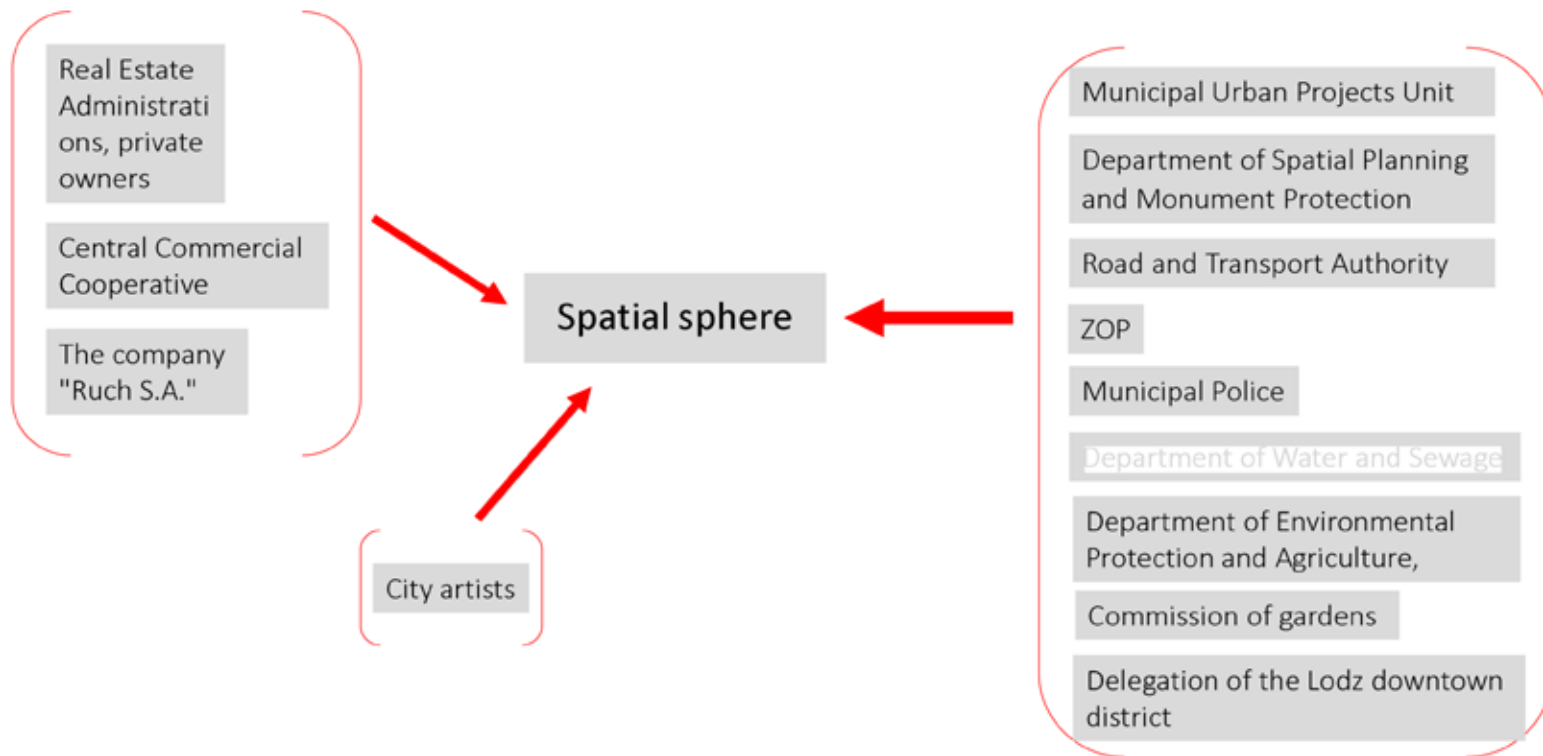 Real Estate
Administrati
ons, private
owners
Central Commercial
Cooperative
The company
"Ruch S.A."
Spatial sphere
City artists
Municipal Urban Projects Unit
Department of Spatial Planning
and Monument Protection
Road and Transport Authority
ZOP
Municipal Police
Department of Water and Sewage
Department of Environmental
Protection and Agriculture,
Commission of gardens
Delegation of the Lodz downtown
district